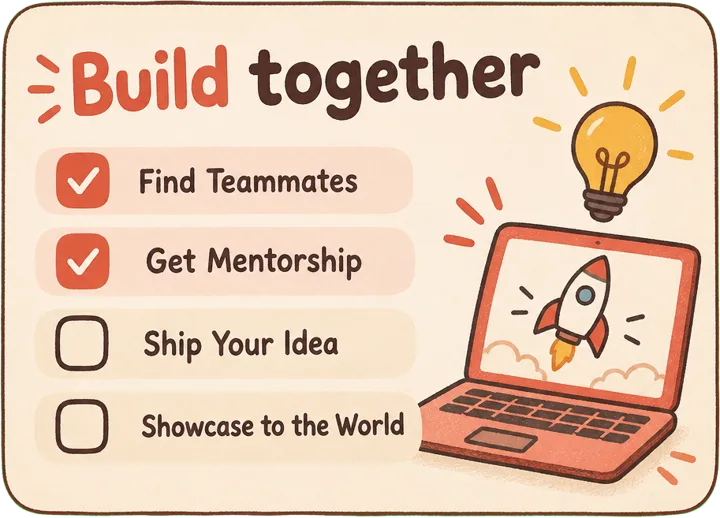 Build together
Find Teammates
Get Mentorship
Ship Your Idea
Showcase to the World